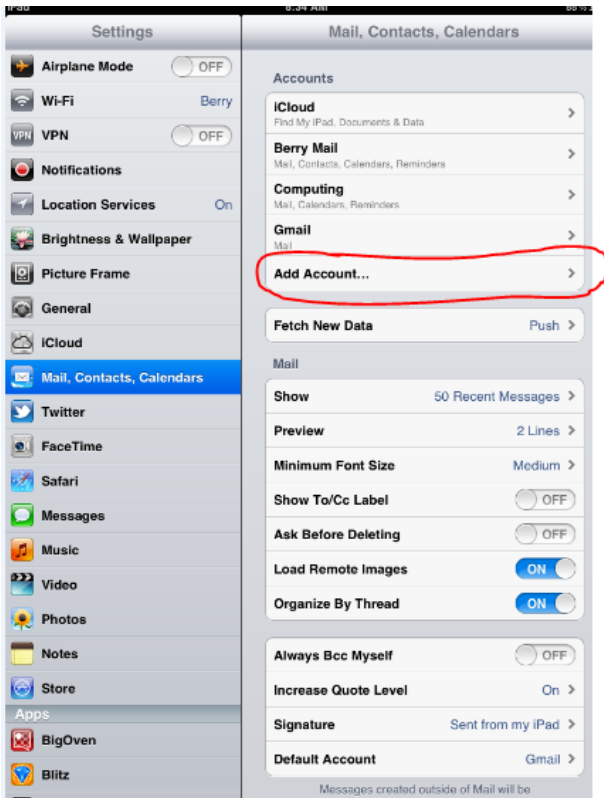 iPad 8:34 AM
Settings
Airplane Mode OFF
Wi-Fi Berry
VPN VPN OFF
Notifications
Location Services On
Brightness & Wallpaper
Picture Frame
General
iCloud
Mail, Contacts, Calendars
Twitter
FaceTime
Safari
Messages
Music
Video
Photos
Notes
Store
Apps
BigOven
Blitz
Mail, Contacts, Calendars
Accounts
iCloud
Find My iPad, Documents & Data
Berry Mail
Mail, Contacts, Calendars, Reminders
Computing
Mail, Calendars, Reminders
Gmail
Mail
Add Account...
Fetch New Data Push
Mail
Show 50 Recent Messages
Preview 2 Lines
Minimum Font Size Medium
Show To/Cc Label OFF
Ask Before Deleting OFF
Load Remote Images ON
Organize By Thread ON
Always Bcc Myself OFF
Increase Quote Level On
Signature Sent from my iPad
Default Account Gmail
Messages created outside of Mail will be